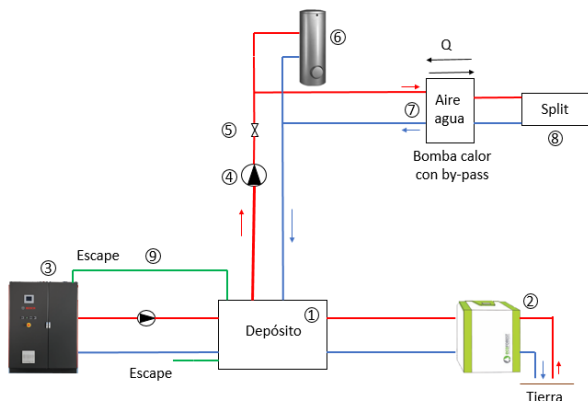 ⑥
Q
⑦
Aire
agua
Split
⑤
⑧
Bomba calor
con by-pass
④
⑨
Escape
③
②
Depósito
①
Escape
Tierra